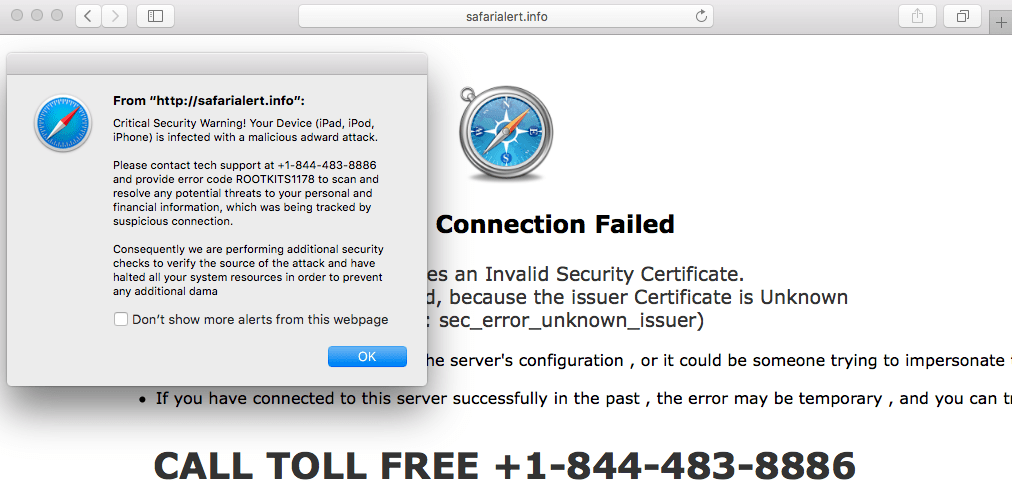 safarialert.info
From “http://safarialert.info”:
Critical Security Warning! Your Device (iPad, iPod,
iPhone) is infected with a malicious adward attack.
Please contact tech support at +1-844-483-8886
and provide error code ROOTKITS1178 to scan and
resolve any potential threats to your personal and
financial information, which was being tracked by
suspicious connection.
Consequently we are performing additional security
checks to verify the source of the attack and have
halted all your system resources in order to prevent
any additional dama
Don’t show more alerts from this webpage
OK
W
E
S
Connection Failed
es an Invalid Security Certificate.
d, because the issuer Certificate is Unknown
: sec_error_unknown_issuer)
he server's configuration , or it could be someone trying to impersonate
• If you have connected to this server successfully in the past , the error may be temporary , and you can
CALL TOLL FREE +1-844-483-8886